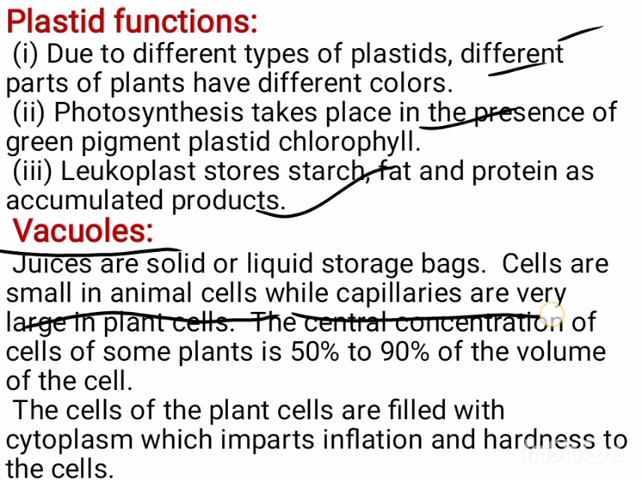 Plastid functions:
(i) Due to different types of plastids, different
parts of plants have different colors.
(ii) Photosynthesis takes place in the presence of
green pigment plastid chlorophyll.
(iii) Leukoplast stores starch, fat and protein as
accumulated products.
Vacuoles:
Juices are solid or liquid storage bags. Cells are
small in animal cells while capillaries are very
large in plant cells. The central concentration of
cells of some plants is 50% to 90% of the volume
of the cell.
The cells of the plant cells are filled with
cytoplasm which imparts inflation and hardness to
the cells.